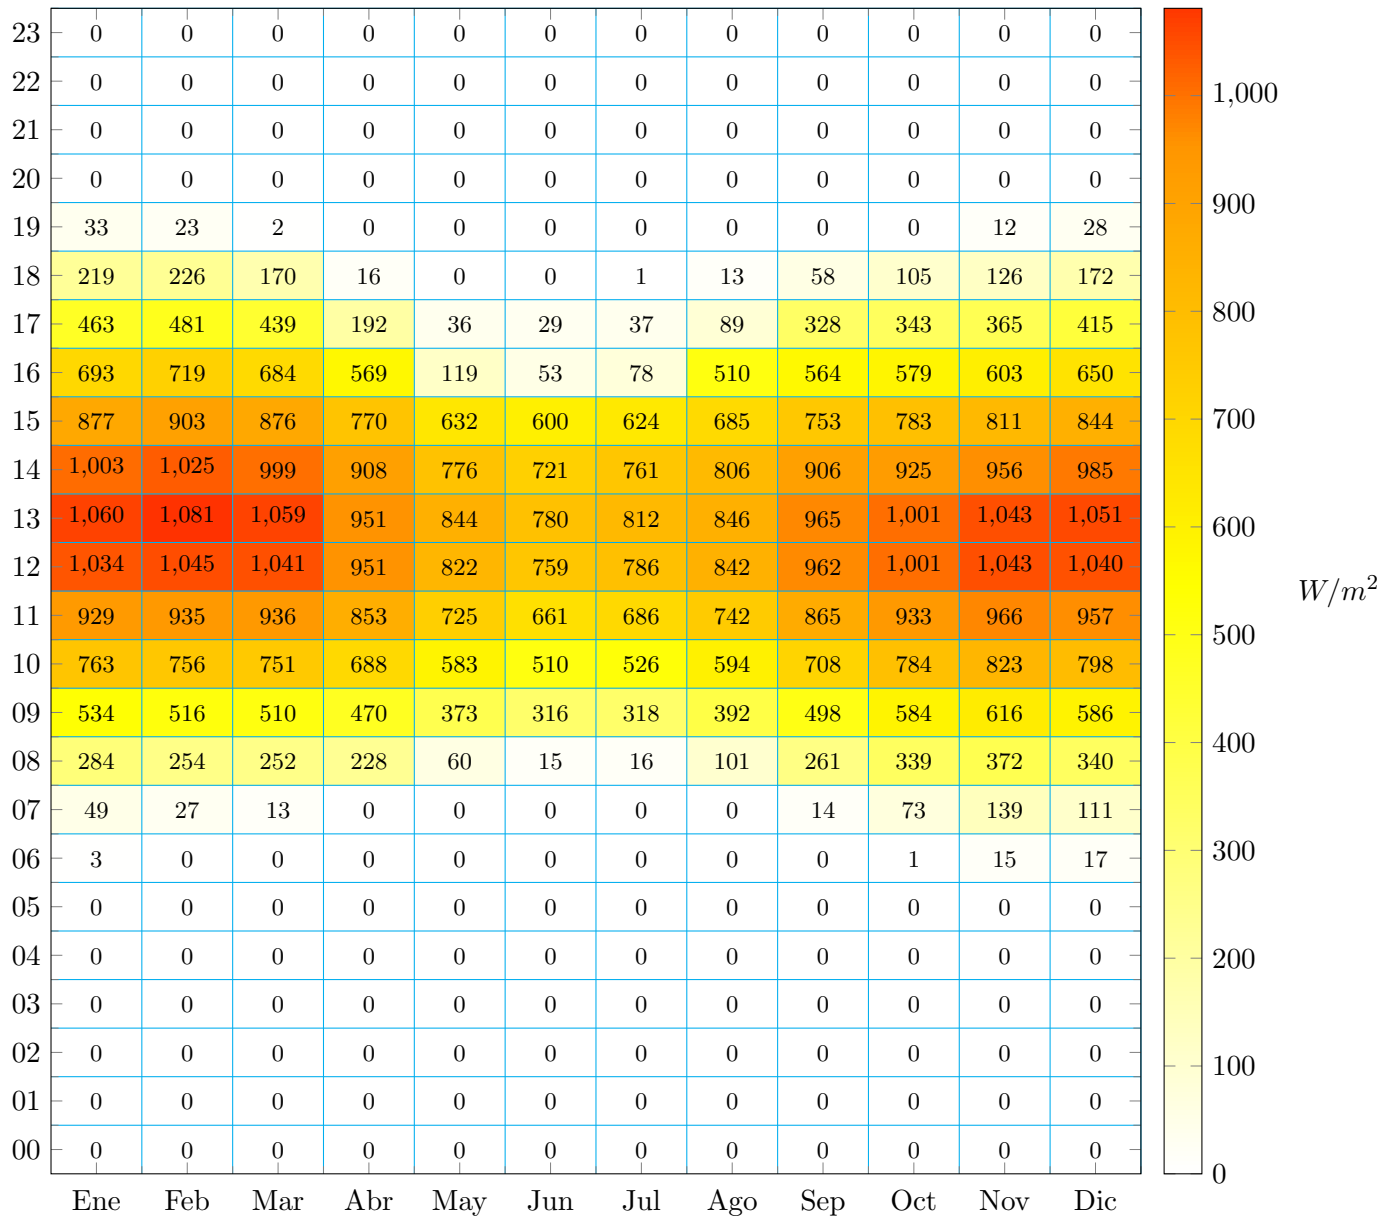 23 0 0 0 0 0 0 0 0 0 0 0 0
22 0 0 0 0 0 0 0 0 0 0 0 0
1,000
21 0 0 0 0 0 0 0 0 0 0 0 0
20 0 0 0 0 0 0 0 0 0 0 0 0
900
19 33 23 2 0 0 0 0 0 0 0 12 28
18 219 226 170 16 0 0 1 13 58 105 126 172
800
17 463 481 439 192 36 29 37 89 328 343 365 415
16 693 719 684 569 119 53 78 510 564 579 603 650
700
15 877 903 876 770 632 600 624 685 753 783 811 844
14 1,003 1,025 999 908 776 721 761 806 906 925 956 985
13 1,060 1,081 1,059 951 844 780 812 846 965 1,001 1,043 1,051
600
12 1,034 1,045 1,041 951 822 759 786 842 962 1,001 1,043 1,040
W/m²
11 929 935 936 853 725 661 686 742 865 933 966 957
500
10 763 756 751 688 583 510 526 594 708 784 823 798
09 534 516 510 470 373 316 318 392 498 584 616 586
400
08 284 254 252 228 60 15 16 101 261 339 372 340
07 49 27 13 0 0 0 0 0 14 73 139 111
300
06 3 0 0 0 0 0 0 0 0 1 15 17
05 0 0 0 0 0 0 0 0 0 0 0 0
200
04 0 0 0 0 0 0 0 0 0 0 0 0
03 0 0 0 0 0 0 0 0 0 0 0 0
02 0 0 0 0 0 0 0 0 0 0 0 0
100
01 0 0 0 0 0 0 0 0 0 0 0 0
00 0 0 0 0 0 0 0 0 0 0 0 0
0
Ene Feb Mar Abr May Jun Jul Ago Sep Oct Nov Dic